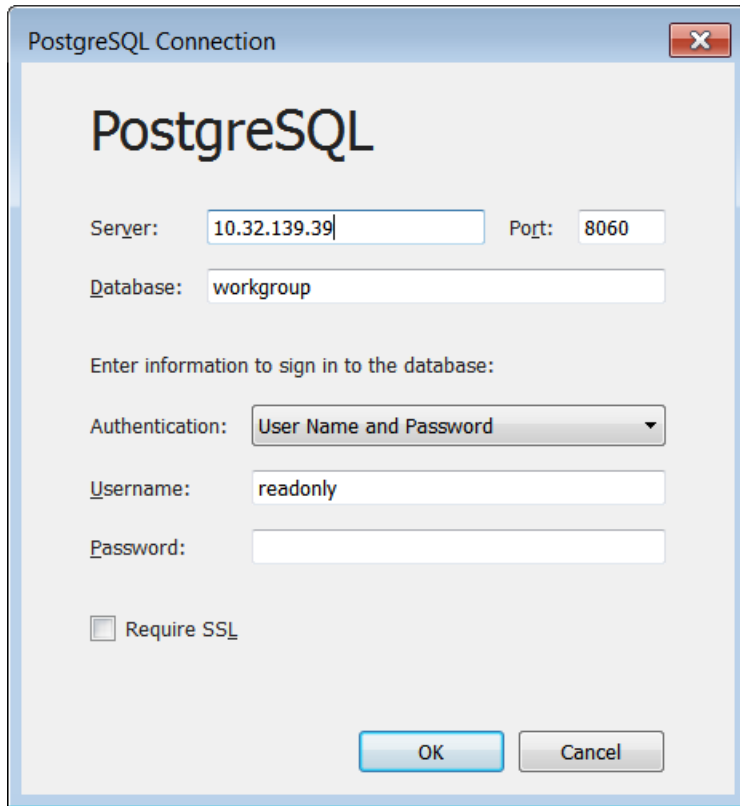 PostgreSQL Connection
PostgreSQL
Server: 10.32.139.39 Port: 8060
Database: workgroup
Enter information to sign in to the database:
Authentication: User Name and Password
Username: readonly
Password:
Require SSL
OK Cancel